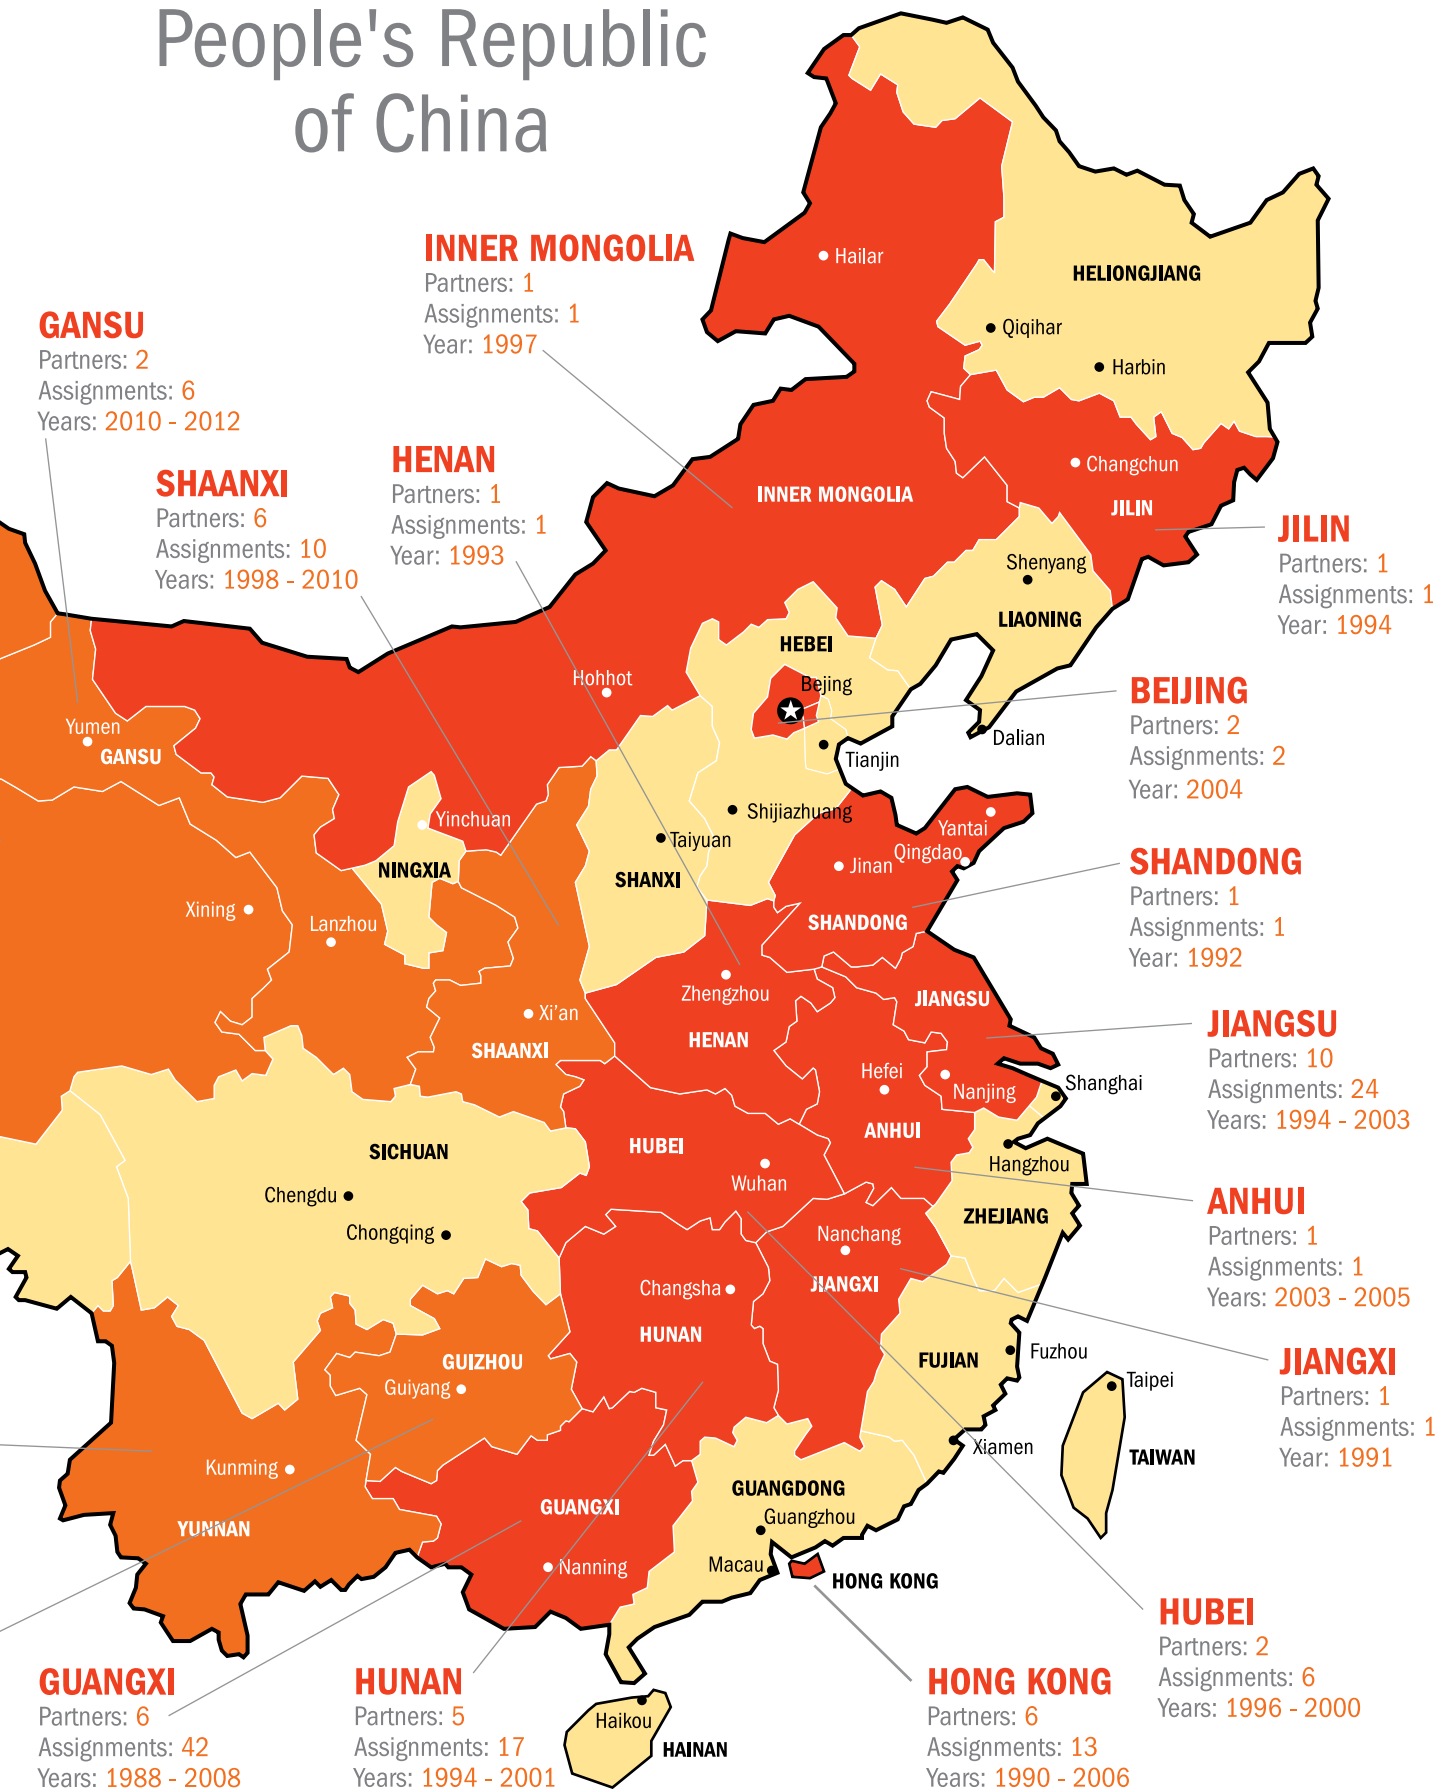 People's Republic
of China
INNER MONGOLIA
Partners: 1
Assignments: 1
Year: 1997
GANSU
Partners: 2
Assignments: 6
Years: 2010 - 2012
SHAANXI
Partners: 6
Assignments: 10
Years: 1998 - 2010
HENAN
Partners: 1
Assignments: 1
Year: 1993
JILIN
Partners: 1
Assignments: 1
Year: 1994
BEIJING
Partners: 2
Assignments: 2
Year: 2004
SHANDONG
Partners: 1
Assignments: 1
Year: 1992
JIANGSU
Partners: 10
Assignments: 24
Years: 1994 - 2003
ANHUI
Partners: 1
Assignments: 1
Years: 2003 - 2005
JIANGXI
Partners: 1
Assignments: 1
Year: 1991
HUBEI
Partners: 2
Assignments: 6
Years: 1996 - 2000
GUANGXI
Partners: 6
Assignments: 42
Years: 1988 - 2008
HUNAN
Partners: 5
Assignments: 17
Years: 1994 - 2001
HONG KONG
Partners: 6
Assignments: 13
Years: 1990 - 2006
Hailar
HELIONGJIANG
Qiqihar
Harbin
Changchun
INNER MONGOLIA
JILIN
Shenyang
LIAONING
HEBEI
Hohhot
Bejing
Yumen
GANSU
Dalian
Tianjin
Shijiazhuang
Yinchuan
Taiyuan
Yantai
Qingdao
Jinan
NINGXIA
SHANXI
Xining
Lanzhou
SHANDONG
Zhengzhou
JIANGSU
Xi'an
HENAN
SHAANXI
Hefei
Nanjing
Shanghai
ANHUI
HUBEI
SICHUAN
Hangzhou
Wuhan
Chengdu
ZHEJIANG
Chongqing
Nanchang
JIANGXI
Changsha
HUNAN
GUIZHOU
Guiyang
FUJIAN
Fuzhou
Taipei
Xiamen
TAIWAN
Kunming
GUANGDONG
GUANGXI
Guangzhou
YUNNAN
Nanning
Macau
HONG KONG
Haikou
HAINAN